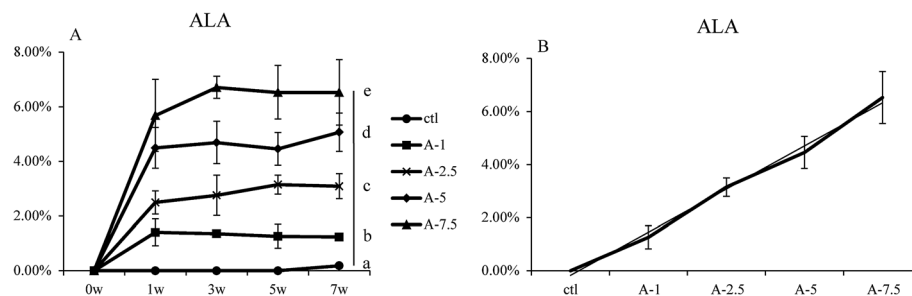 ALA
A
8.00%
6.00%
4.00%
2.00%
0.00%
0w 1w 3w 5w 7w
e
d
c
b
a
ctl
A-1
A-2.5
A-5
A-7.5
ALA
B
8.00%
6.00%
4.00%
2.00%
0.00%
ctl A-1 A-2.5 A-5 A-7.5